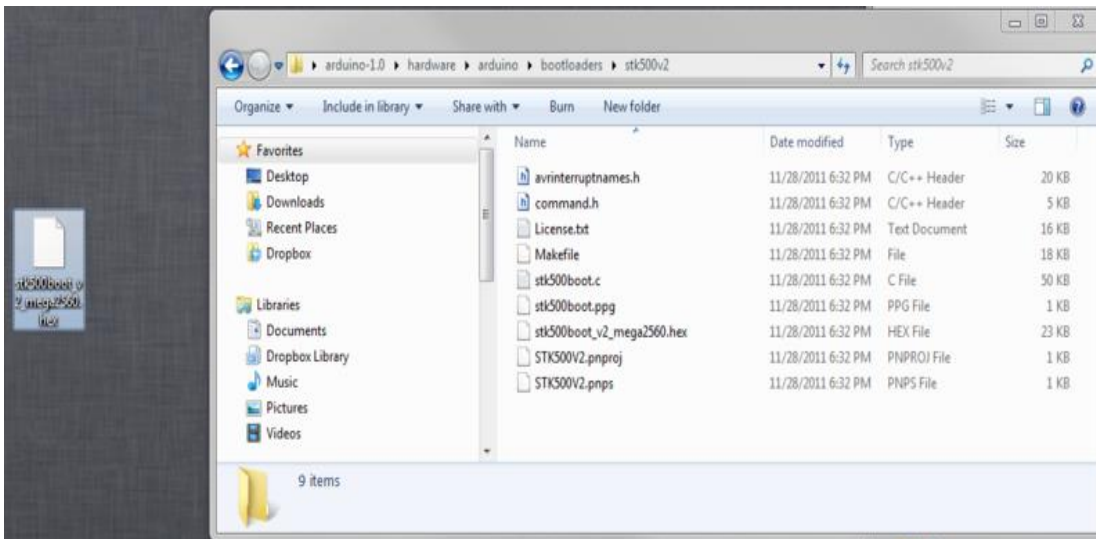 arduino-1.0 ▸ hardware ▸ arduino ▸ bootloaders ▸ stk500v2
Search stk500v2
Organize Include in library Share with Burn New folder
Favorites
Desktop
Downloads
Recent Places
Dropbox
Libraries
Documents
Dropbox Library
Music
Pictures
Videos
Name Date modified Type Size
avrinterruptnames.h 11/28/2011 6:32 PM C/C++ Header 20 KB
command.h 11/28/2011 6:32 PM C/C++ Header 5 KB
License.txt 11/28/2011 6:32 PM Text Document 16 KB
Makefile 11/28/2011 6:32 PM File 18 KB
stk500boot.c 11/28/2011 6:32 PM C File 50 KB
stk500boot.ppg 11/28/2011 6:32 PM PPG File 1 KB
stk500boot_v2_mega2560.hex 11/28/2011 6:32 PM HEX File 23 KB
STK500V2.pnproj 11/28/2011 6:32 PM PNPROJ File 1 KB
STK500V2.pnps 11/28/2011 6:32 PM PNPS File 1 KB
9 items
stk500boot_v
2_mega2560.
hex